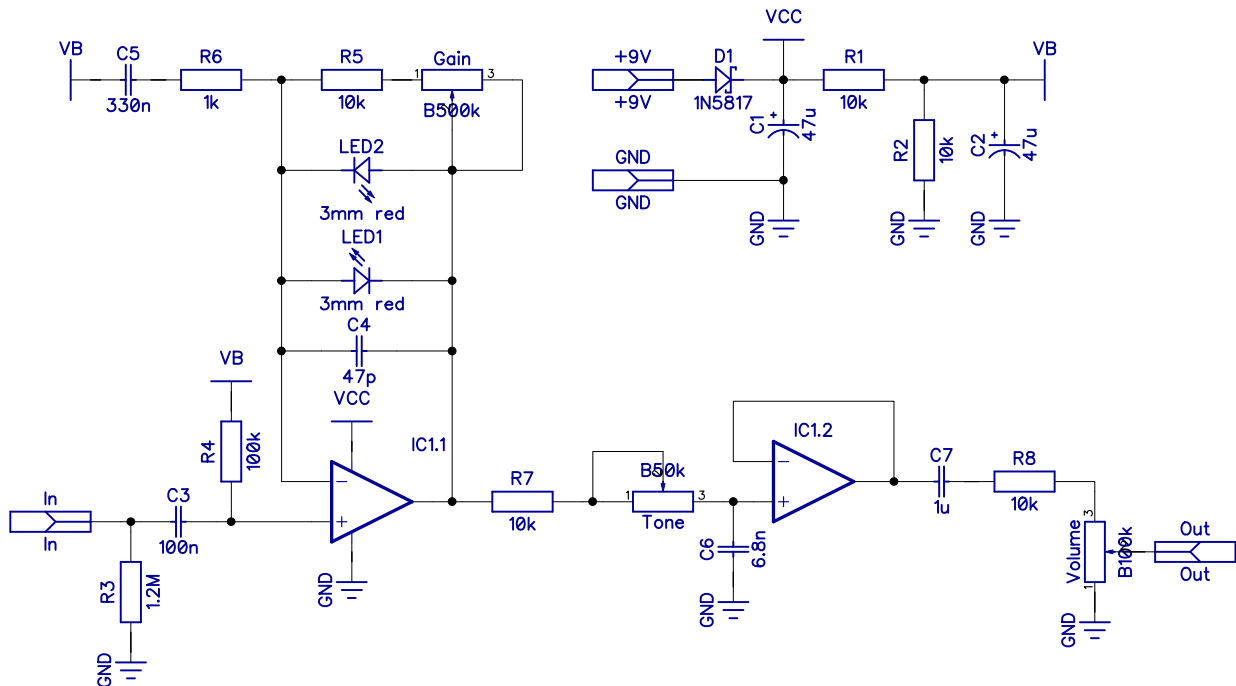 VB
C5
330n
R6
1k
R5
10k
Gain
1
3
2
B500k
LED2
3mm red
LED1
3mm red
C4
47p
VCC
+9V
+9V
D1
1N5817
VCC
C1
+
47u
R1
10k
VB
R2
10k
C2
+
47u
GND
GND
GND
GND
GND
VB
R4
100k
In
In
C3
100n
R3
1.2M
GND
IC1.1
−
+
GND
R7
10k
B50k
2
1
3
Tone
C6
6.8n
GND
IC1.2
−
+
C7
1u
R8
10k
Volume
3
1
2
B100k
GND
Out
Out